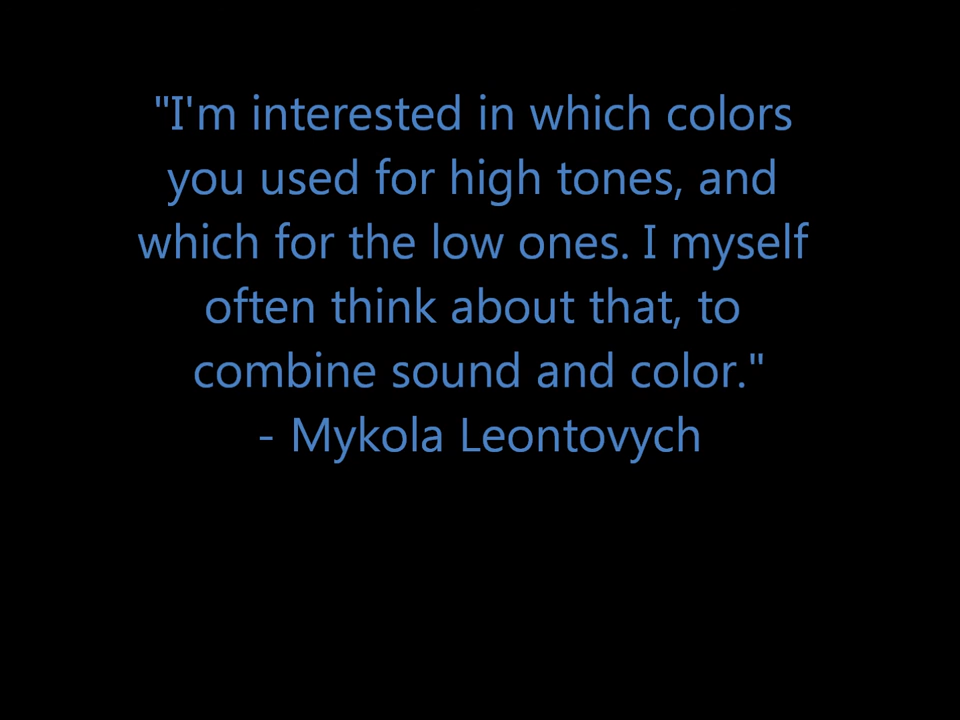 "I'm interested in which colors
you used for high tones, and
which for the low ones. I myself
often think about that, to
combine sound and color."
- Mykola Leontovych